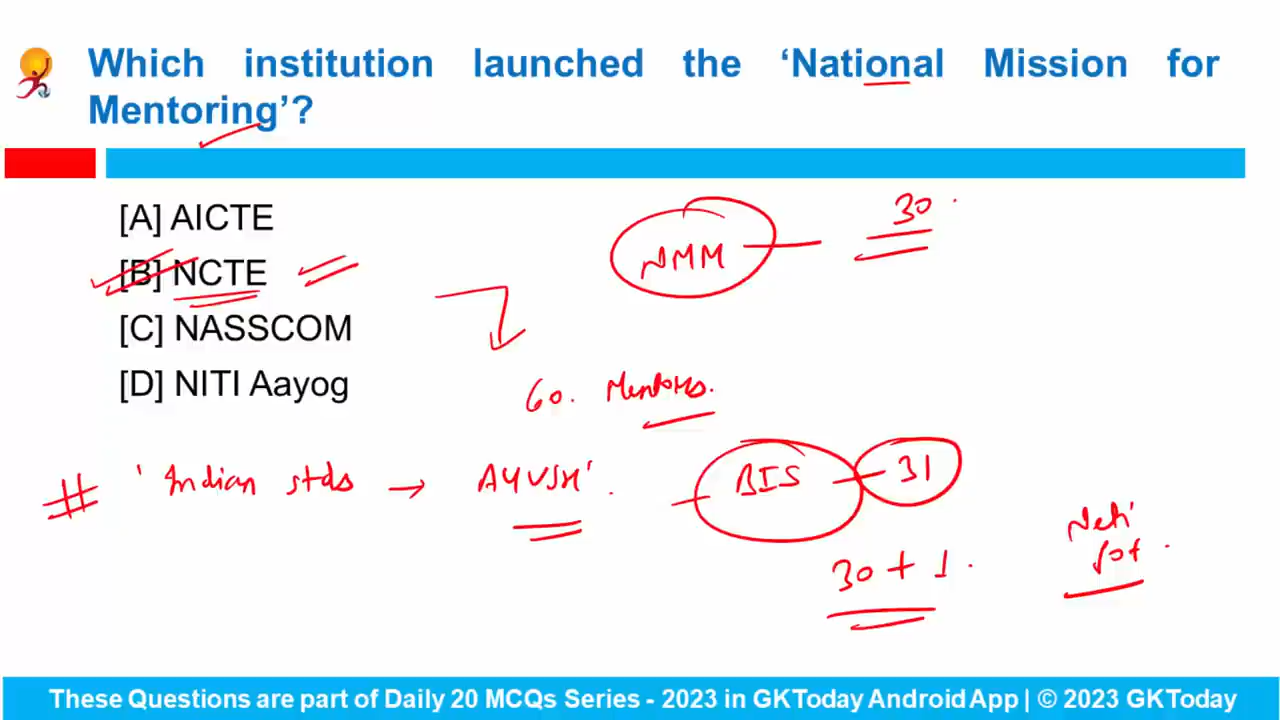 Which institution launched the ‘National Mission for
Mentoring’?
[A] AICTE
[B] NCTE
[C] NASSCOM
[D] NITI Aayog
NMM
30
60. Mentors.
# 'Indian stds → AYUSH'.
BIS
31
30 + 1.
Neti
These Questions are part of Daily 20 MCQs Series - 2023 in GKToday Android App | © 2023 GKToday